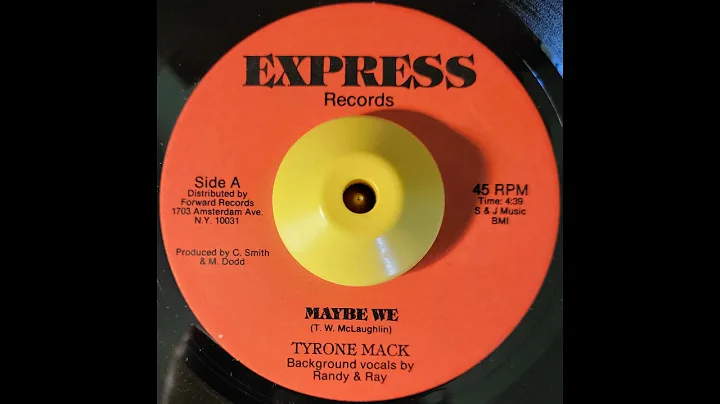 EXPRESS
Records
Side A
Distributed by
Forward Records
1703 Amsterdam Ave.
N.Y. 10031
Produced by C. Smith
& M. Dodd
45 RPM
Time: 4:39
S & J Music
BMI
MAYBE WE
(T. W. McLaughlin)
TYRONE MACK
Background vocals by
Randy & Ray